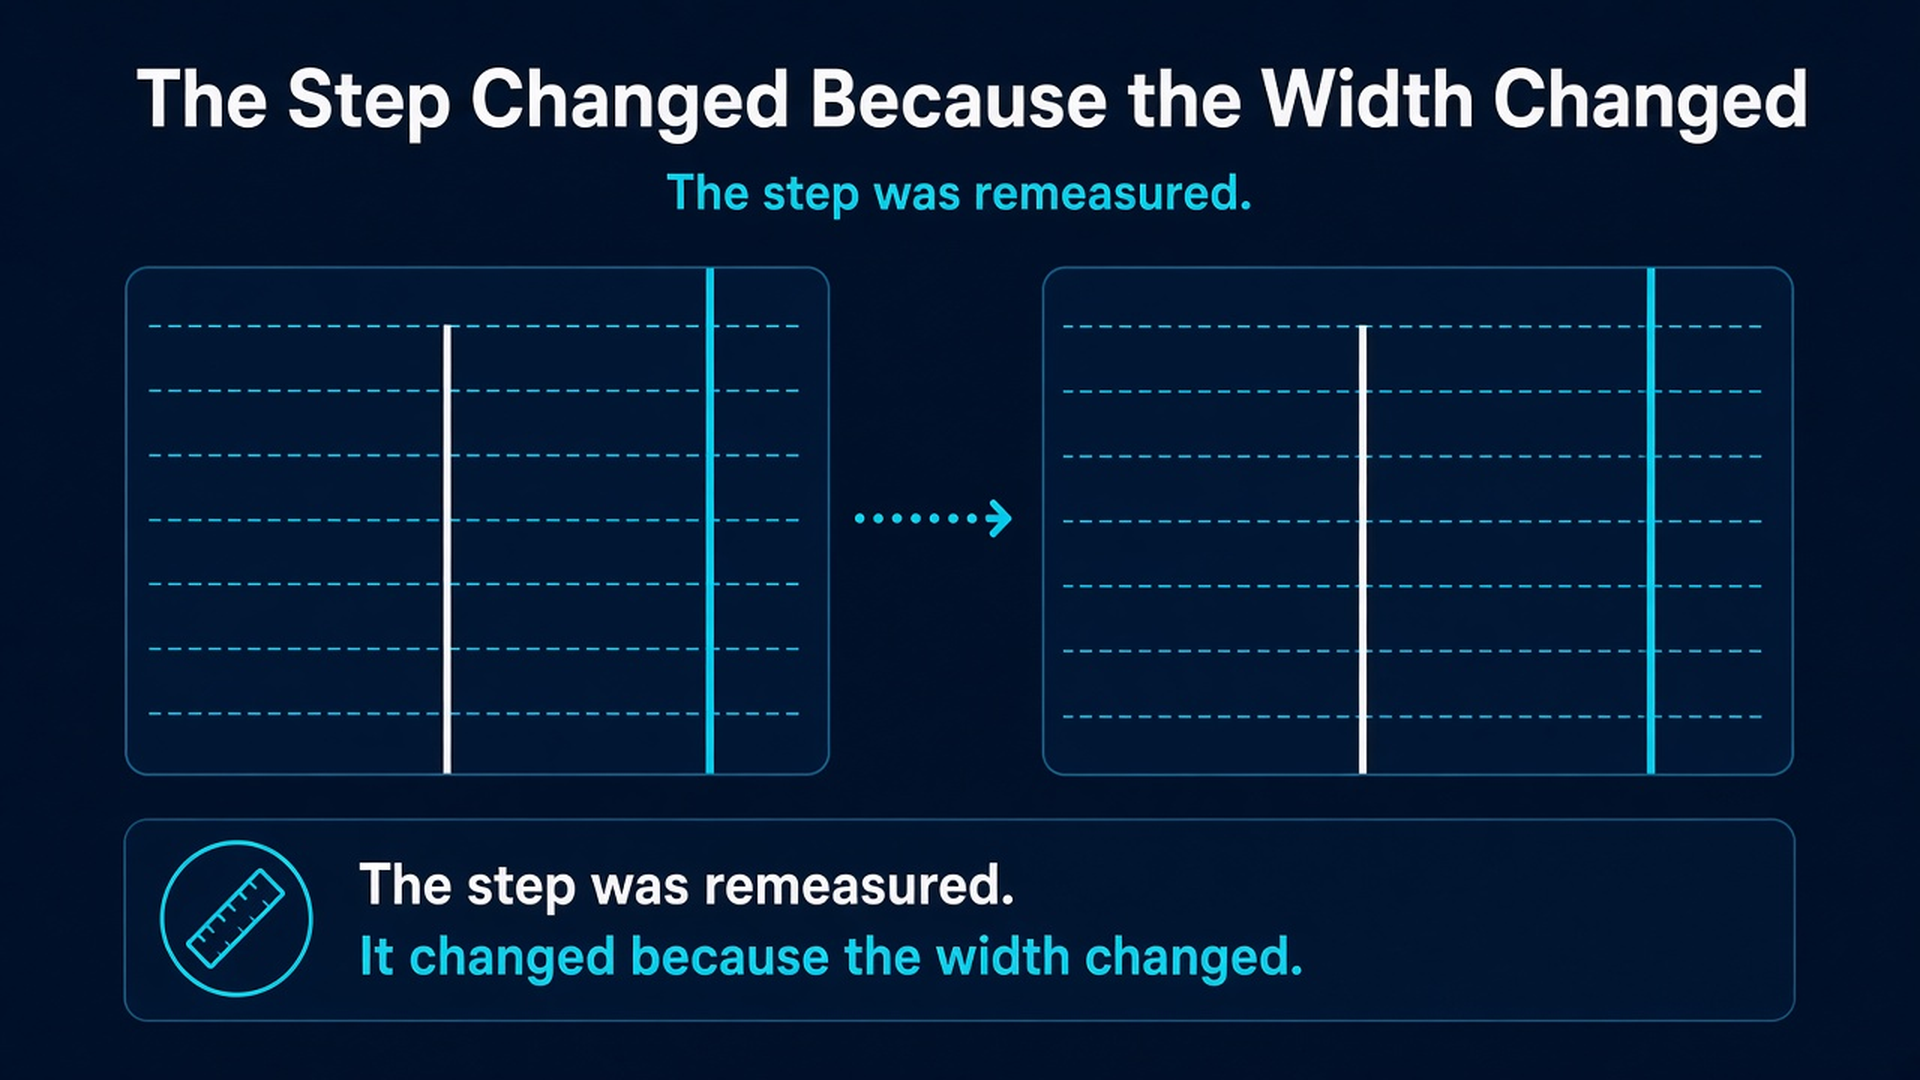 The Step Changed Because the Width Changed
The step was remeasured.
The step was remeasured.
It changed because the width changed.